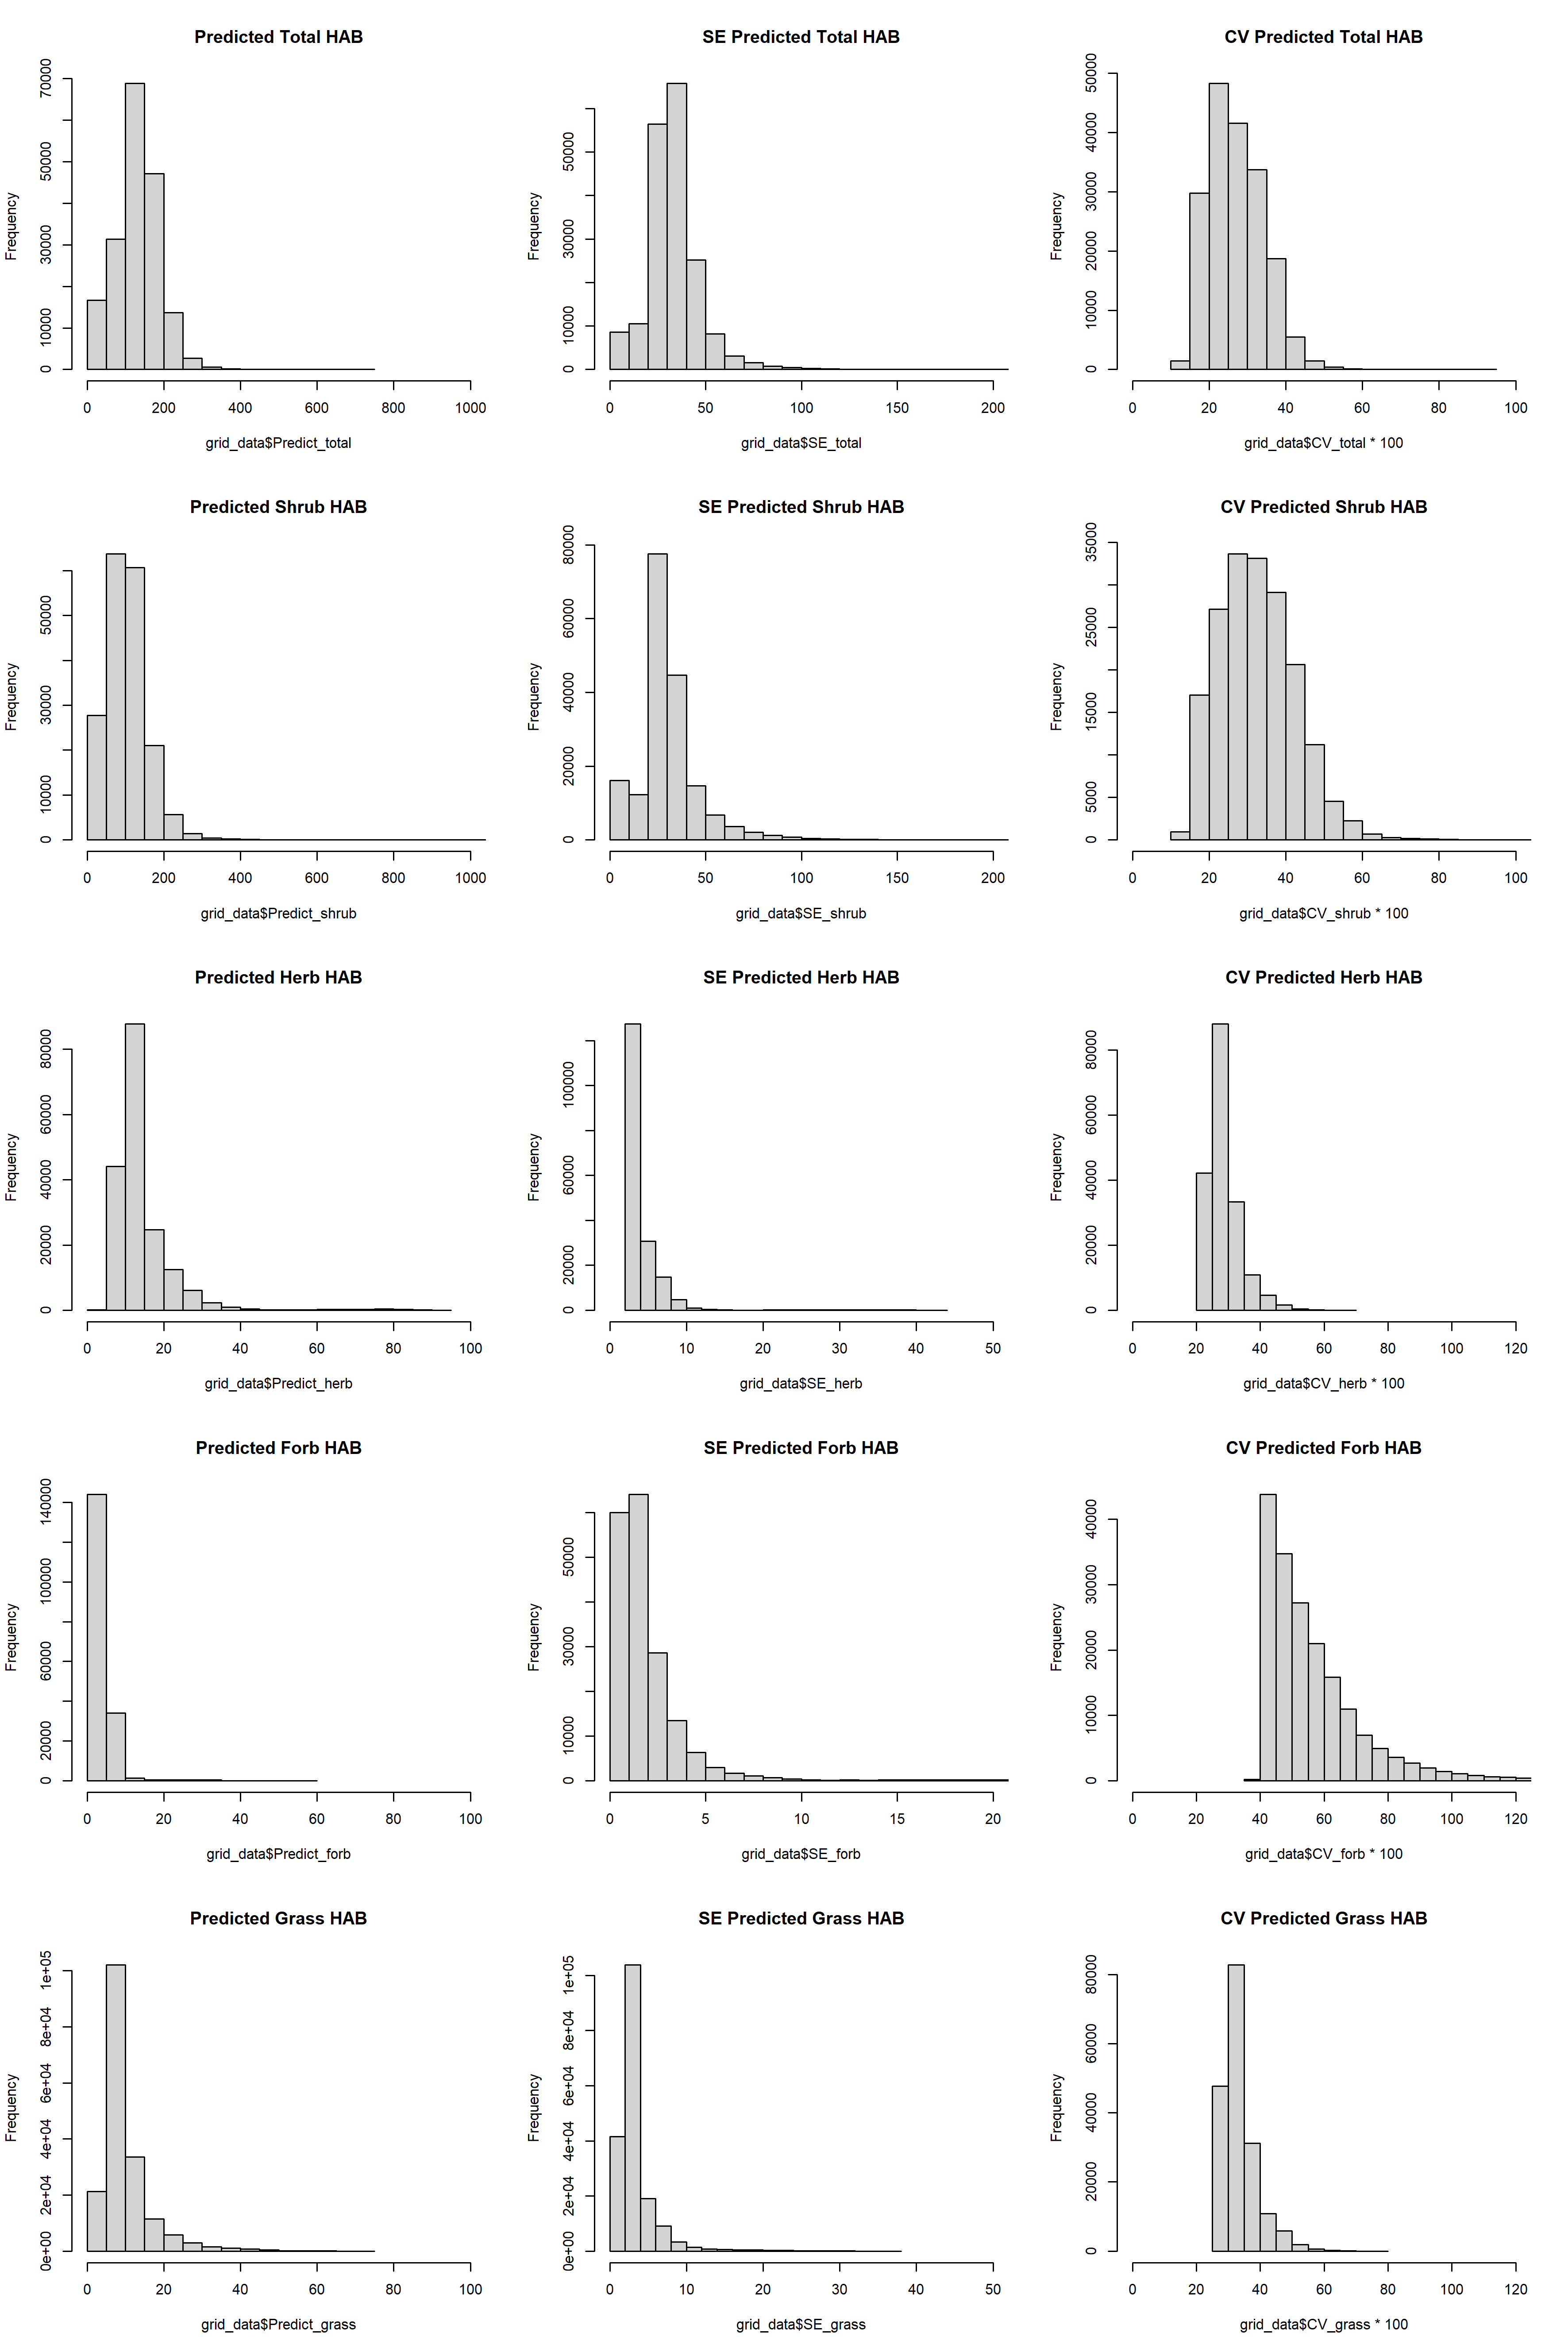 Predicted Total HAB
Frequency
0 10000 30000 50000 70000
0 200 400 600 800 1000
grid_data$Predict_total
SE Predicted Total HAB
Frequency
0 10000 30000 50000
0 50 100 150 200
grid_data$SE_total
CV Predicted Total HAB
Frequency
0 10000 20000 30000 40000 50000
0 20 40 60 80 100
grid_data$CV_total * 100
Predicted Shrub HAB
Frequency
0 10000 30000 50000
0 200 400 600 800 1000
grid_data$Predict_shrub
SE Predicted Shrub HAB
Frequency
0 20000 40000 60000 80000
0 50 100 150 200
grid_data$SE_shrub
CV Predicted Shrub HAB
Frequency
0 5000 15000 25000 35000
0 20 40 60 80 100
grid_data$CV_shrub * 100
Predicted Herb HAB
Frequency
0 20000 40000 60000 80000
0 20 40 60 80 100
grid_data$Predict_herb
SE Predicted Herb HAB
Frequency
0 20000 60000 100000
0 10 20 30 40 50
grid_data$SE_herb
CV Predicted Herb HAB
Frequency
0 20000 40000 60000 80000
0 20 40 60 80 100 120
grid_data$CV_herb * 100
Predicted Forb HAB
Frequency
0 20000 60000 100000 140000
0 20 40 60 80 100
grid_data$Predict_forb
SE Predicted Forb HAB
Frequency
0 10000 30000 50000
0 5 10 15 20
grid_data$SE_forb
CV Predicted Forb HAB
Frequency
0 10000 20000 30000 40000
0 20 40 60 80 100 120
grid_data$CV_forb * 100
Predicted Grass HAB
Frequency
0e+00 2e+04 4e+04 6e+04 8e+04 1e+05
0 20 40 60 80 100
grid_data$Predict_grass
SE Predicted Grass HAB
Frequency
0e+00 2e+04 4e+04 6e+04 8e+04 1e+05
0 10 20 30 40 50
grid_data$SE_grass
CV Predicted Grass HAB
Frequency
0 20000 40000 60000 80000
0 20 40 60 80 100 120
grid_data$CV_grass * 100